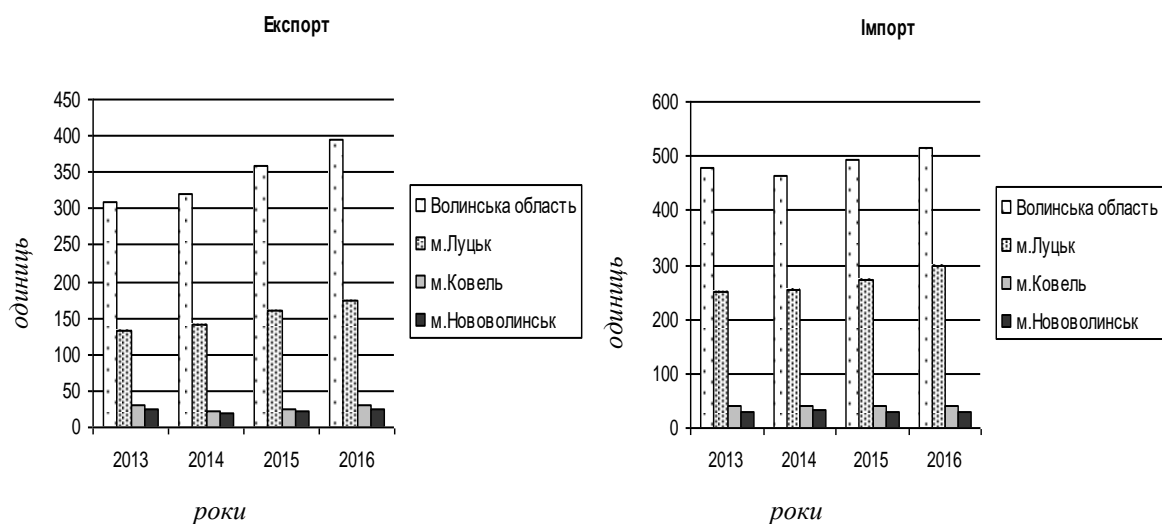 Експорт
450
400
350
300
250
200
150
100
50
0
одиниць
2013 2014 2015 2016
роки
Волинська область
м.Луцьк
м.Ковель
м.Нововолинськ
Імпорт
600
500
400
300
200
100
0
одиниць
2013 2014 2015 2016
роки
Волинська область
м.Луцьк
м.Ковель
м.Нововолинськ